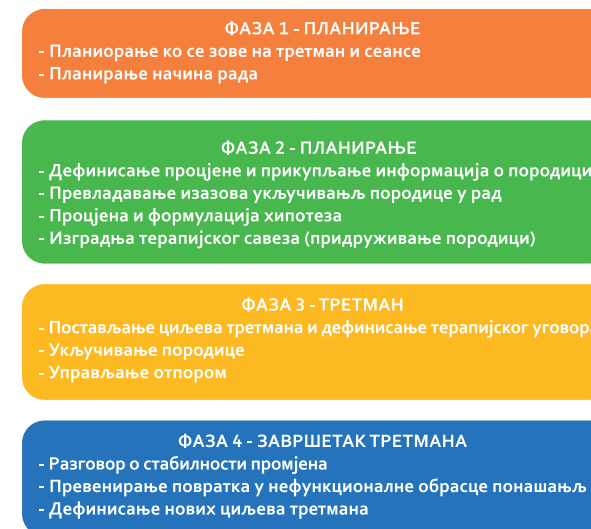 ФАЗА 1 - ПЛАНИРАЊЕ
- Планиорање ко се зове на третман и сеансе
- Планирање начина рада
ФАЗА 2 - ПЛАНИРАЊЕ
- Дефинисање процјене и прикупљање информација о породици
- Превладавање изазова укључивањљ породице у рад
- Процјена и формулација хипотеза
- Изградња терапијског савеза (придруживање породици)
ФАЗА 3 - ТРЕТМАН
- Постављање циљева третмана и дефинисање терапијског уговора
- Укључивање породице
- Управљање отпором
ФАЗА 4 - ЗАВРШЕТАК ТРЕТМАНА
- Разговор о стабилности промјена
- Превенирање повратка у нефункционалне обрасце понашањљ
- Дефинисање нових циљева третмана